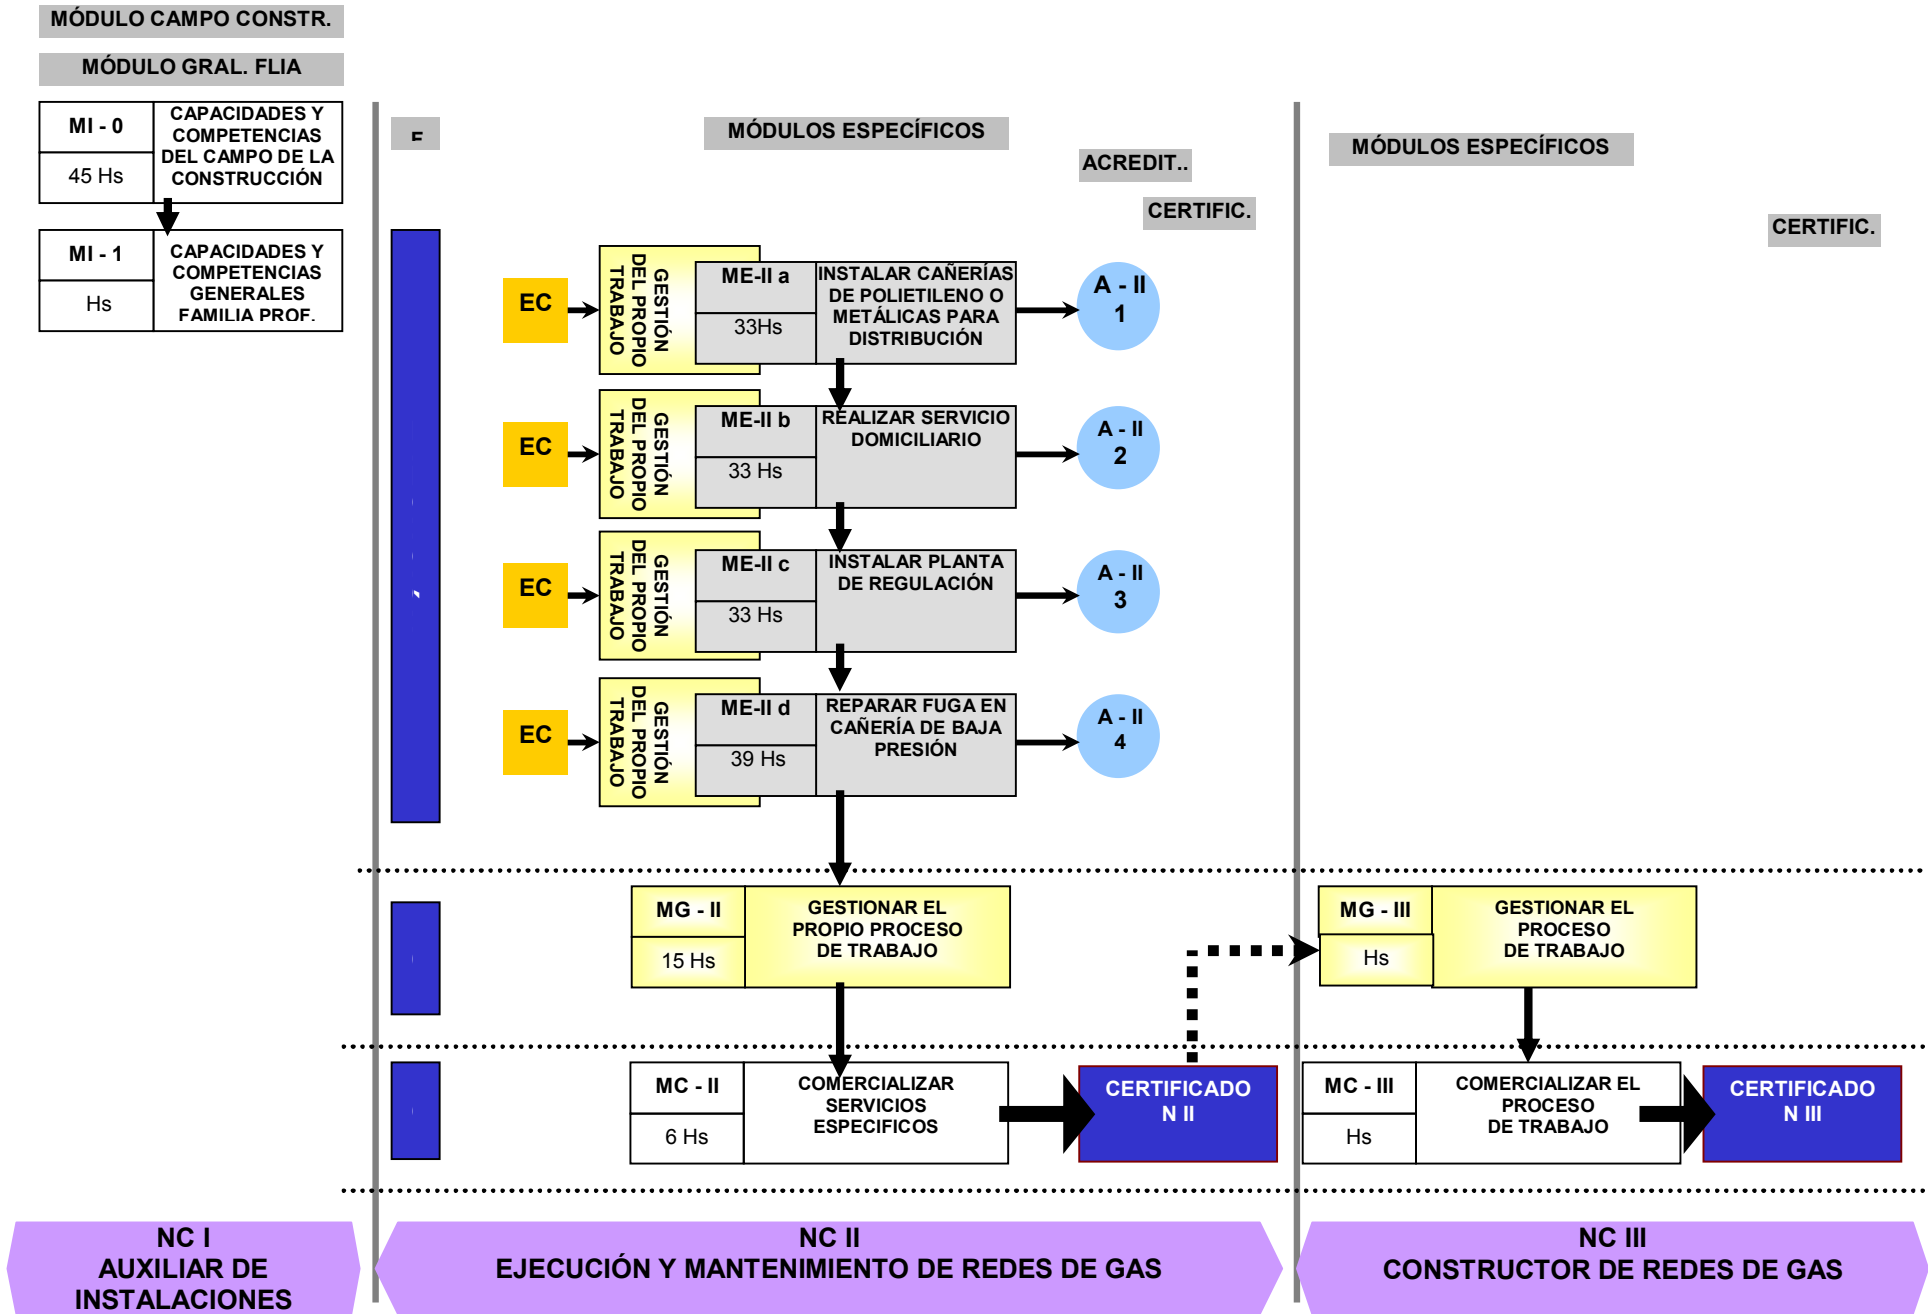 MÓDULO CAMPO CONSTR.
MÓDULO GRAL. FLIA
MI - 0
45 Hs
CAPACIDADES Y
COMPETENCIAS
DEL CAMPO DE LA
CONSTRUCCIÓN
MI - 1
Hs
CAPACIDADES Y
COMPETENCIAS
GENERALES
FAMILIA PROF.
MÓDULOS ESPECÍFICOS
ACREDIT..
CERTIFIC.
EC
GESTIÓN
DEL PROPIO
TRABAJO
ME-II a
33Hs
INSTALAR CAÑERÍAS
DE POLIETILENO O
METÁLICAS PARA
DISTRIBUCIÓN
A - II
1
EC
GESTIÓN
DEL PROPIO
TRABAJO
ME-II b
33 Hs
REALIZAR SERVICIO
DOMICILIARIO
A - II
2
EC
GESTIÓN
DEL PROPIO
TRABAJO
ME-II c
33 Hs
INSTALAR PLANTA
DE REGULACIÓN
A - II
3
EC
GESTIÓN
DEL PROPIO
TRABAJO
ME-II d
39 Hs
REPARAR FUGA EN
CAÑERÍA DE BAJA
PRESIÓN
A - II
4
MG - II
15 Hs
GESTIONAR EL
PROPIO PROCESO
DE TRABAJO
MC - II
6 Hs
COMERCIALIZAR
SERVICIOS
ESPECIFICOS
CERTIFICADO
N II
MÓDULOS ESPECÍFICOS
CERTIFIC.
MG - III
Hs
GESTIONAR EL
PROCESO
DE TRABAJO
MC - III
Hs
COMERCIALIZAR EL
PROCESO
DE TRABAJO
CERTIFICADO
N III
NC I
AUXILIAR DE
INSTALACIONES
NC II
EJECUCIÓN Y MANTENIMIENTO DE REDES DE GAS
NC III
CONSTRUCTOR DE REDES DE GAS